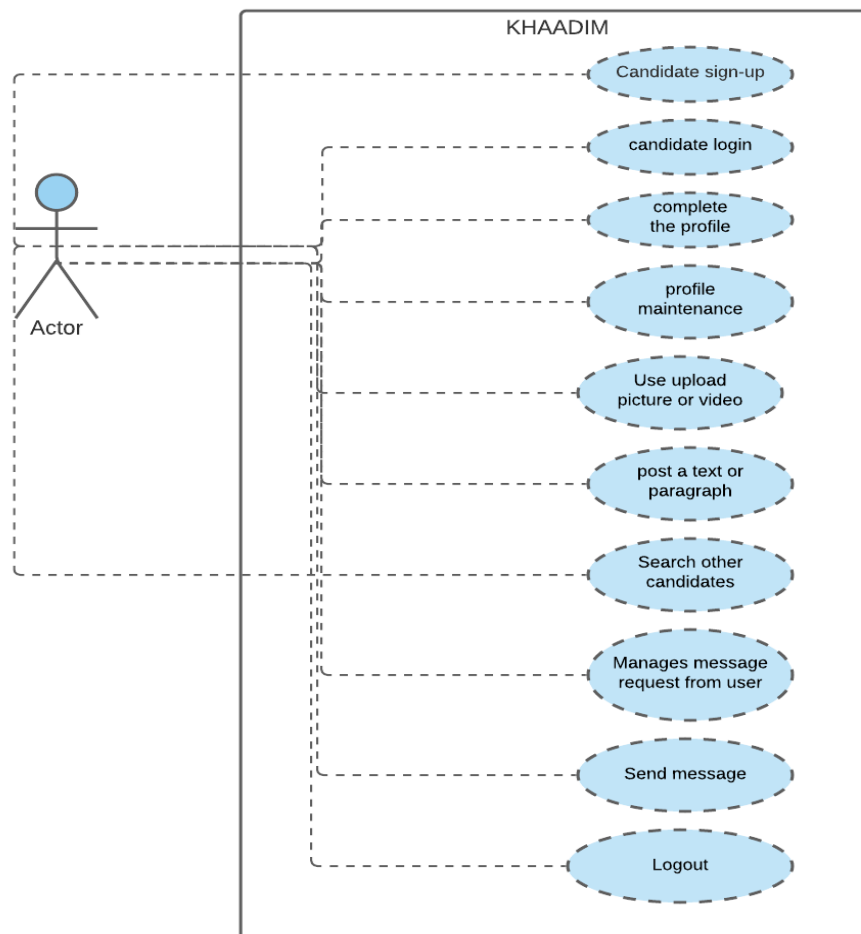 KHAADIM
Candidate sign-up
candidate login
complete
the profile
profile
maintenance
Actor
Use upload
picture or video
post a text or
paragraph
Search other
candidates
Manages message
request from user
Send message
Logout